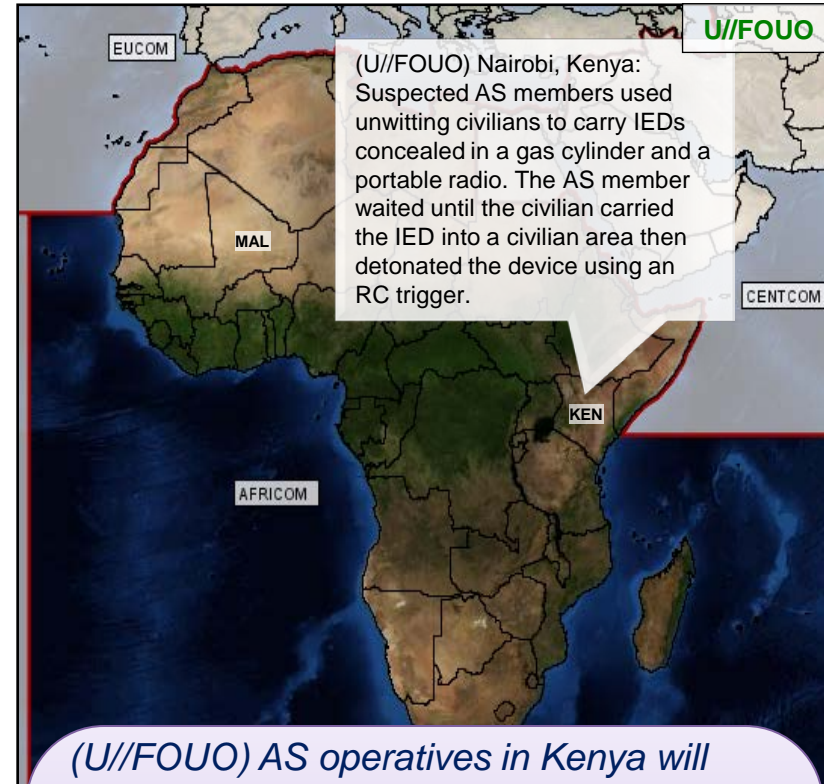 U//FOUO
EUCOM
(U//FOUO) Nairobi, Kenya:
Suspected AS members used
unwitting civilians to carry IEDs
concealed in a gas cylinder and a
portable radio. The AS member
waited until the civilian carried
the IED into a civilian area then
detonated the device using an
RC trigger.
MAL
CENTCOM
KEN
AFRICOM
(U//FOUO) AS operatives in Kenya will